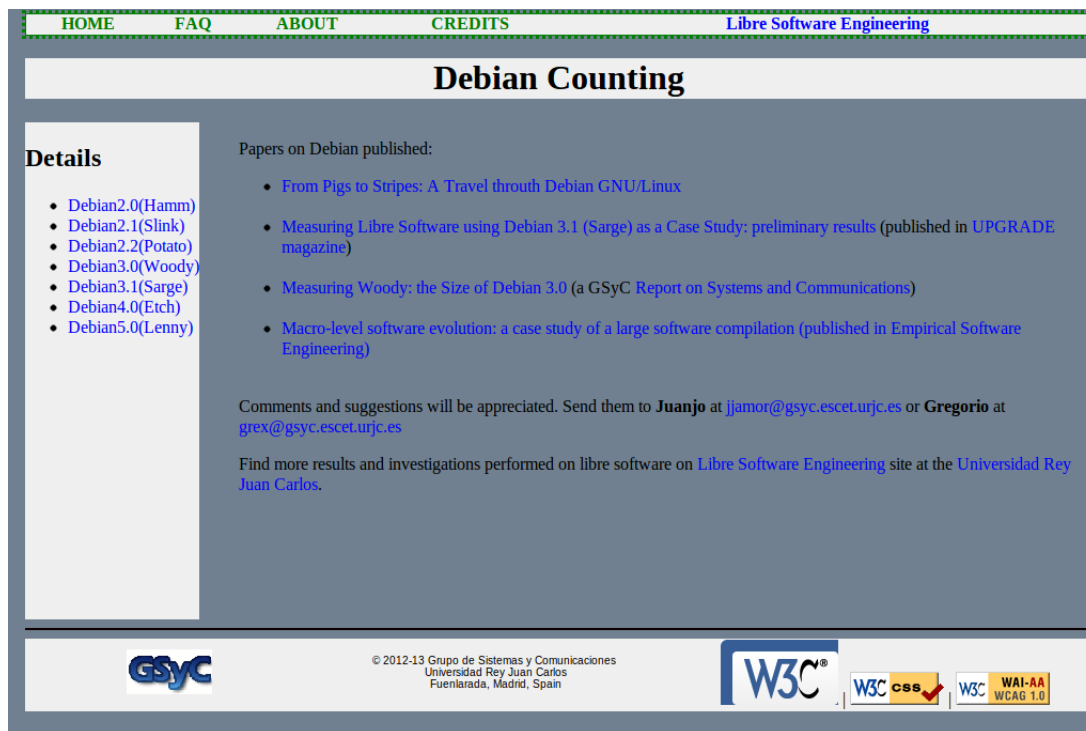 HOME FAQ ABOUT CREDITS Libre Software Engineering
Debian Counting
Details
Debian2.0(Hamm)
Debian2.1(Slink)
Debian2.2(Potato)
Debian3.0(Woody)
Debian3.1(Sarge)
Debian4.0(Etch)
Debian5.0(Lenny)
Papers on Debian published:
From Pigs to Stripes: A Travel throuth Debian GNU/Linux
Measuring Libre Software using Debian 3.1 (Sarge) as a Case Study: preliminary results (published in UPGRADE
magazine)
Measuring Woody: the Size of Debian 3.0 (a GSyC Report on Systems and Communications)
Macro-level software evolution: a case study of a large software compilation (published in Empirical Software
Engineering)
Comments and suggestions will be appreciated. Send them to Juanjo at jjamor@gsyc.escet.urjc.es or Gregorio at
grex@gsyc.escet.urjc.es
Find more results and investigations performed on libre software on Libre Software Engineering site at the Universidad Rey
Juan Carlos.
GSyC
© 2012-13 Grupo de Sistemas y Comunicaciones
Universidad Rey Juan Carlos
Fuenlarada, Madrid, Spain
W3C® | W3C css | W3C WAI-AA
WCAG 1.0